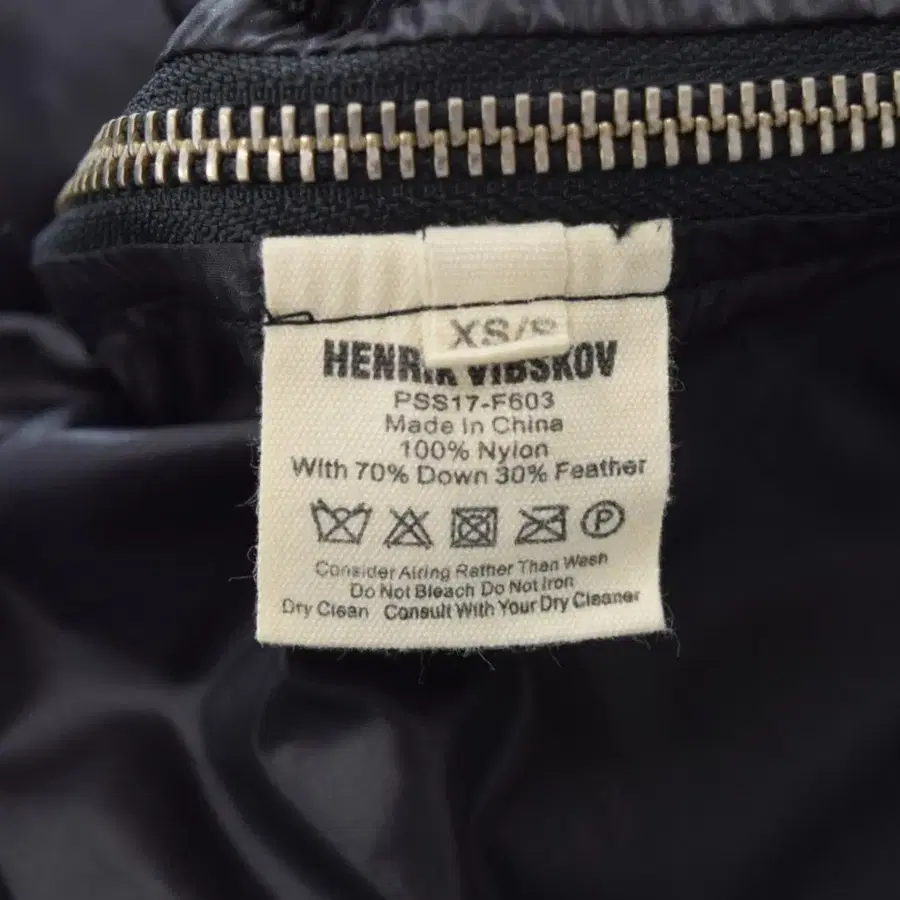 XS/S
HENRIK VIBSKOV
PSS17-F603
Made In China
100% Nylon
With 70% Down 30% Feather
P
Consider Airing Rather Than Wash
Do Not Bleach Do Not Iron
Dry Clean Consult With Your Dry Cleaner